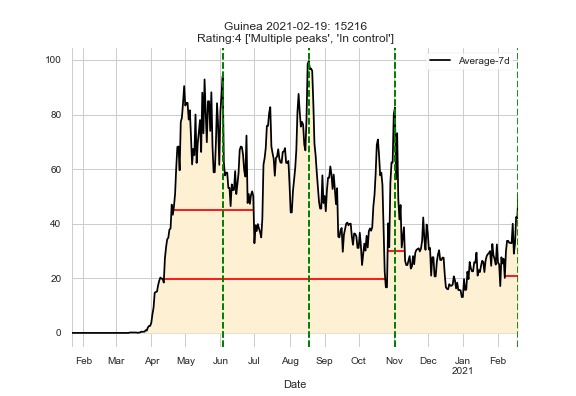 Guinea 2021-02-19: 15216
Rating:4 ['Multiple peaks', 'In control']
Average-7d
100
80
60
40
20
0
Feb Mar Apr May Jun Jul Aug Sep Oct Nov Dec Jan Feb
2021
Date